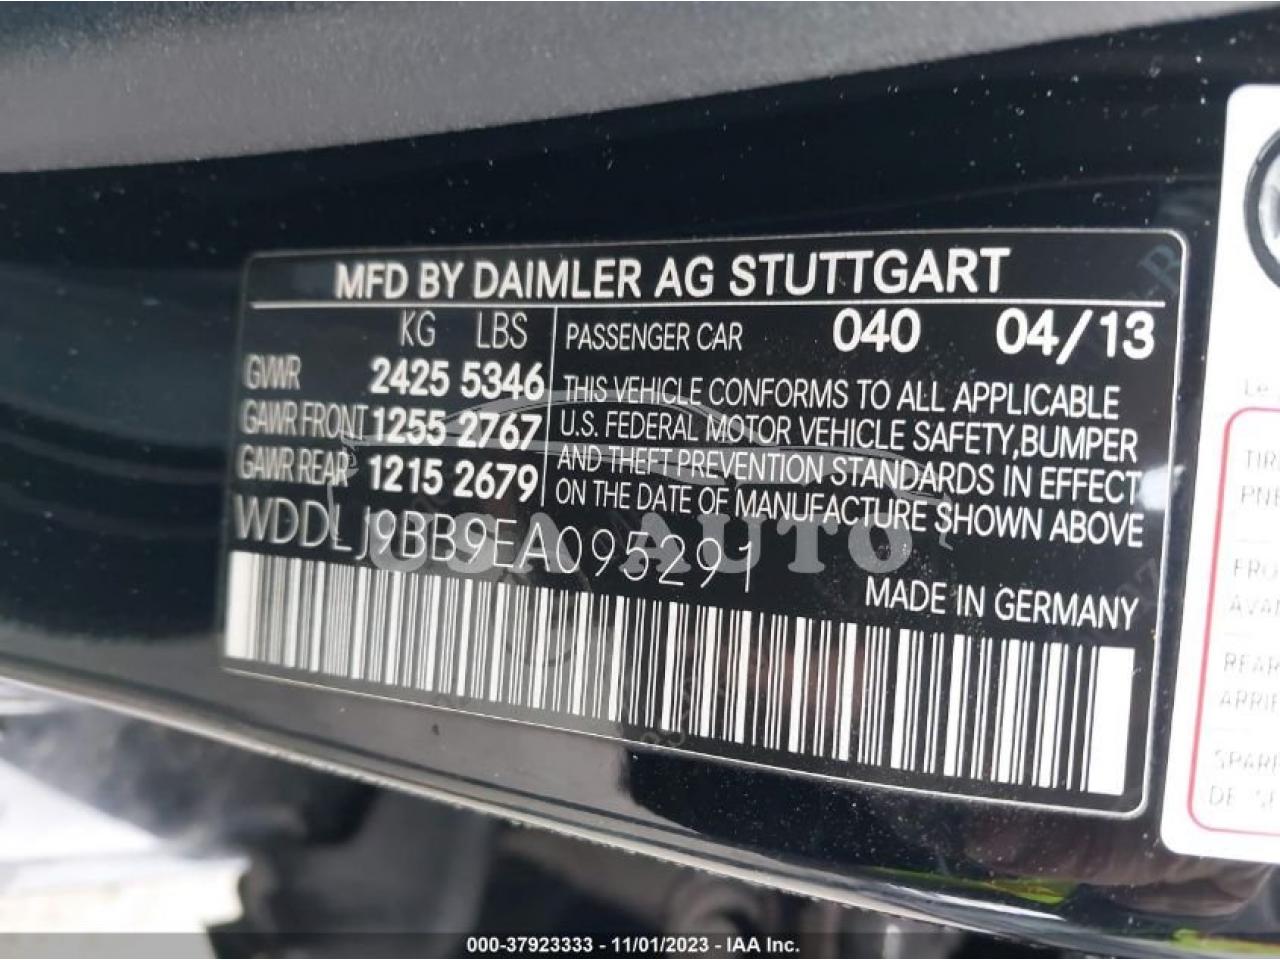 MFD BY DAIMLER AG STUTTGART
KG LBS
GVWR 2425 5346
GAWR FRONT 1255 2767
GAWR REAR 1215 2679
PASSENGER CAR 040 04/13
THIS VEHICLE CONFORMS TO ALL APPLICABLE
U.S. FEDERAL MOTOR VEHICLE SAFETY,BUMPER
AND THEFT PREVENTION STANDARDS IN EFFECT
ON THE DATE OF MANUFACTURE SHOWN ABOVE
WDDLJ9BB9EA095291
USA AUTO
MADE IN GERMANY
REAR
000-37923333 - 11/01/2023 - IAA Inc.